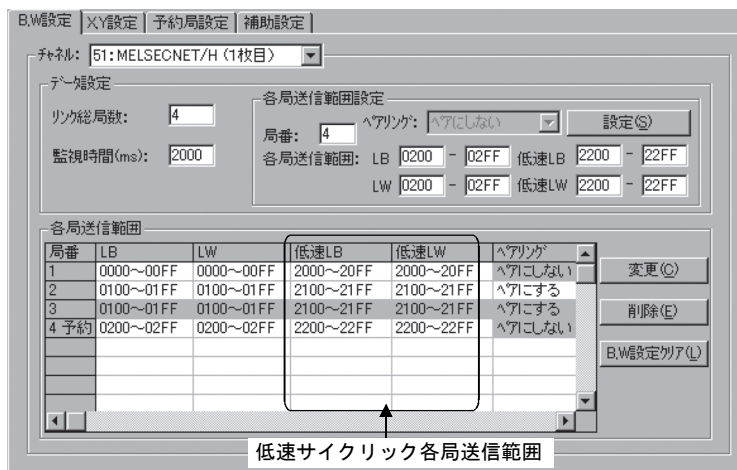 B,W設定 X,Y設定 予約局設定 補助設定
チャネル: 51:MELSECNET/H (1枚目)
データ設定
リンク総局数: 4
監視時間(ms): 2000
各局送信範囲設定
局番: 4 ペアリング: ペアにしない 設定(S)
各局送信範囲: LB 0200 - 02FF 低速LB 2200 - 22FF
LW 0200 - 02FF 低速LW 2200 - 22FF
各局送信範囲
局番 LB LW 低速LB 低速LW ペアリング
1 0000~00FF 0000~00FF 2000~20FF 2000~20FF ペアにしない
2 0100~01FF 0100~01FF 2100~21FF 2100~21FF ペアにする
3 0100~01FF 0100~01FF 2100~21FF 2100~21FF ペアにする
4 予約 0200~02FF 0200~02FF 2200~22FF 2200~22FF ペアにしない
変更(C)
削除(E)
B,W設定クリア(L)
低速サイクリック各局送信範囲